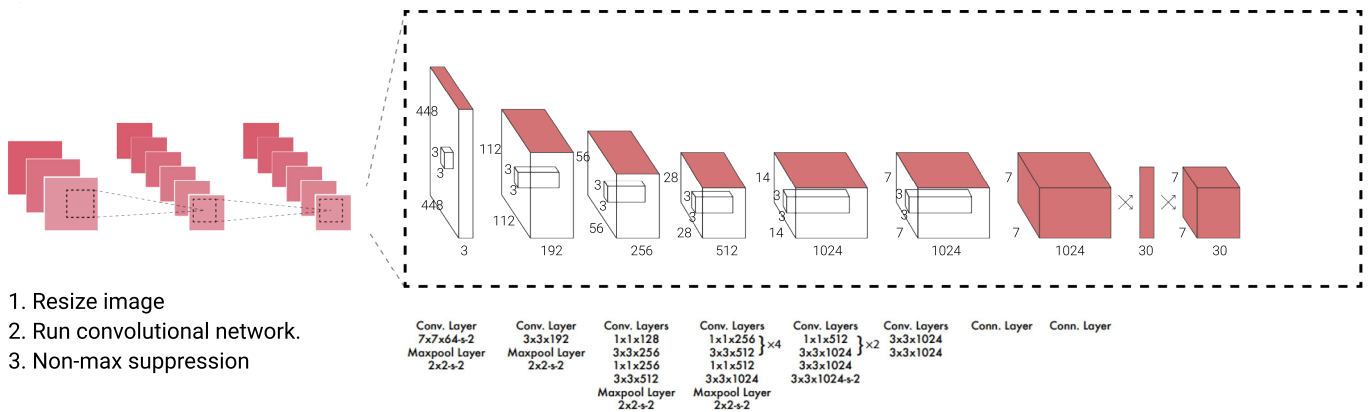 448
3
3
448
3
112
3
3
112
192
56
3
3
56
256
28
3
3
28
512
14
3
3
14
1024
7
3
3
7
1024
7
7
1024
30
7
7
30
1. Resize image
2. Run convolutional network.
3. Non-max suppression
Conv. Layer
7x7x64-s-2
Maxpool Layer
2x2-s-2
Conv. Layer
3x3x192
Maxpool Layer
2x2-s-2
Conv. Layers
1x1x128
3x3x256
1x1x256
3x3x512
Maxpool Layer
2x2-s-2
Conv. Layers
1x1x256
3x3x512
} x4
1x1x512
3x3x1024
Maxpool Layer
2x2-s-2
Conv. Layers
1x1x512
3x3x1024
} x2
3x3x1024
3x3x1024-s-2
Conv. Layers
3x3x1024
3x3x1024
Conn. Layer
Conn. Layer